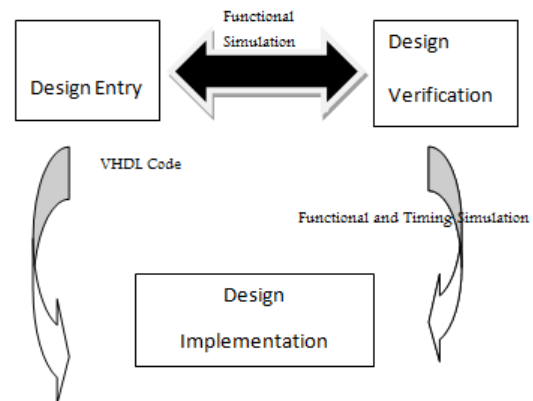 Functional
Simulation
Design Entry
Design
Verification
VHDL Code
Functional and Timing Simulation
Design
Implementation